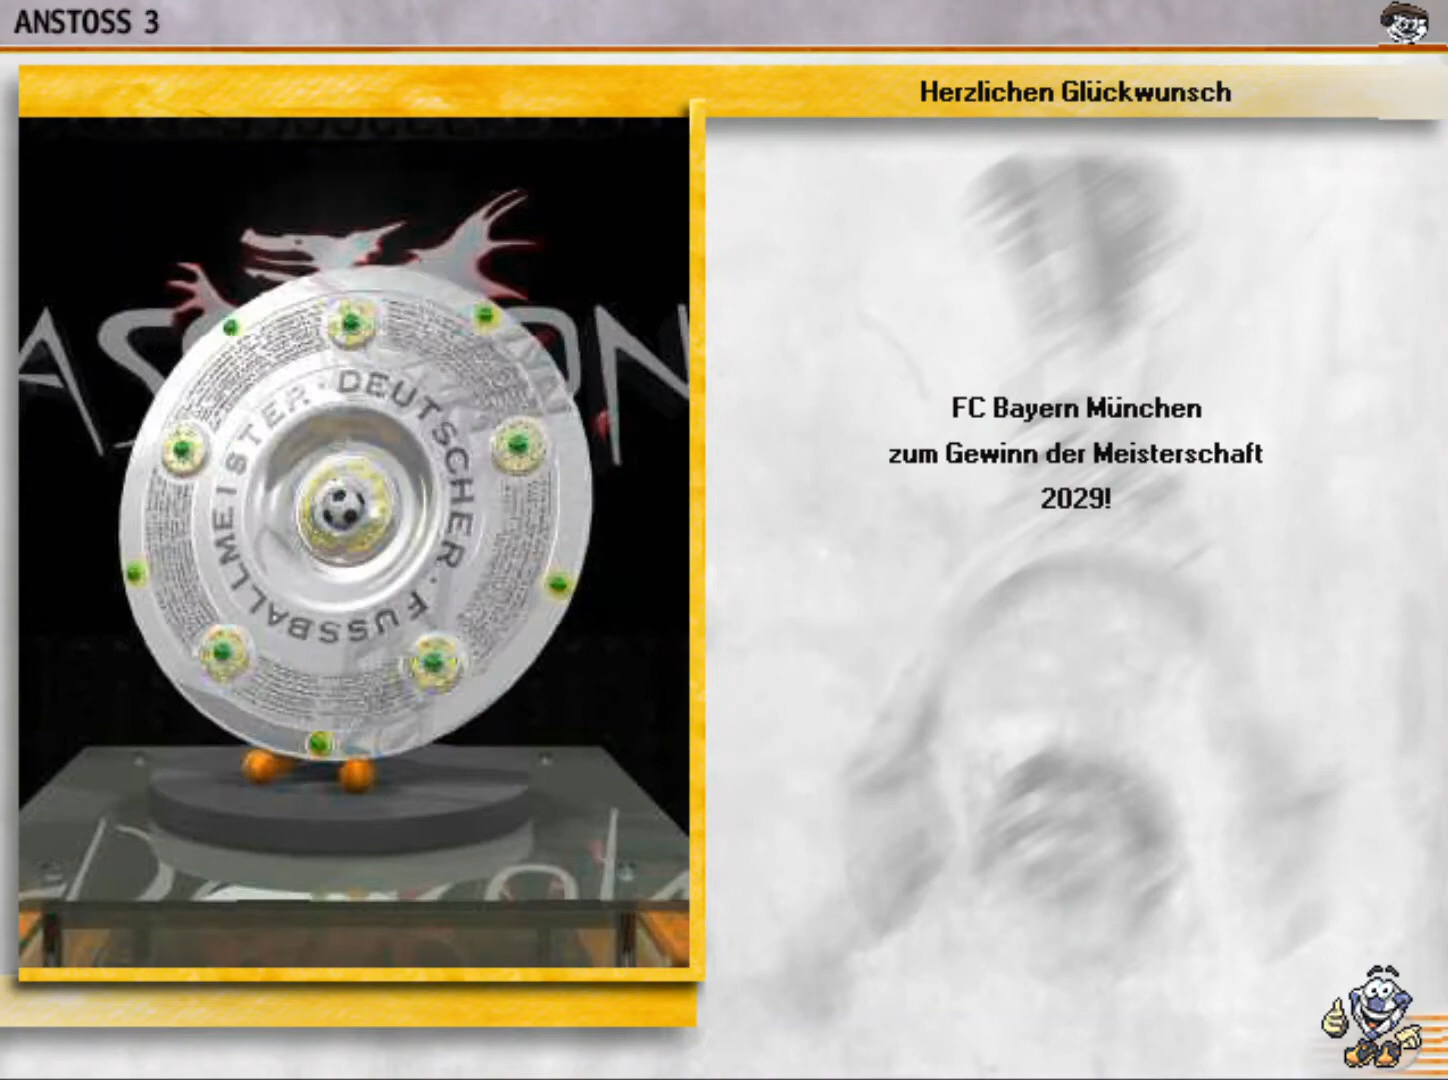 ANSTOSS 3
Herzlichen Glückwunsch
DEUTSCHER · FUSSBALLMEISTER ·
FC Bayern München
zum Gewinn der Meisterschaft
2029!